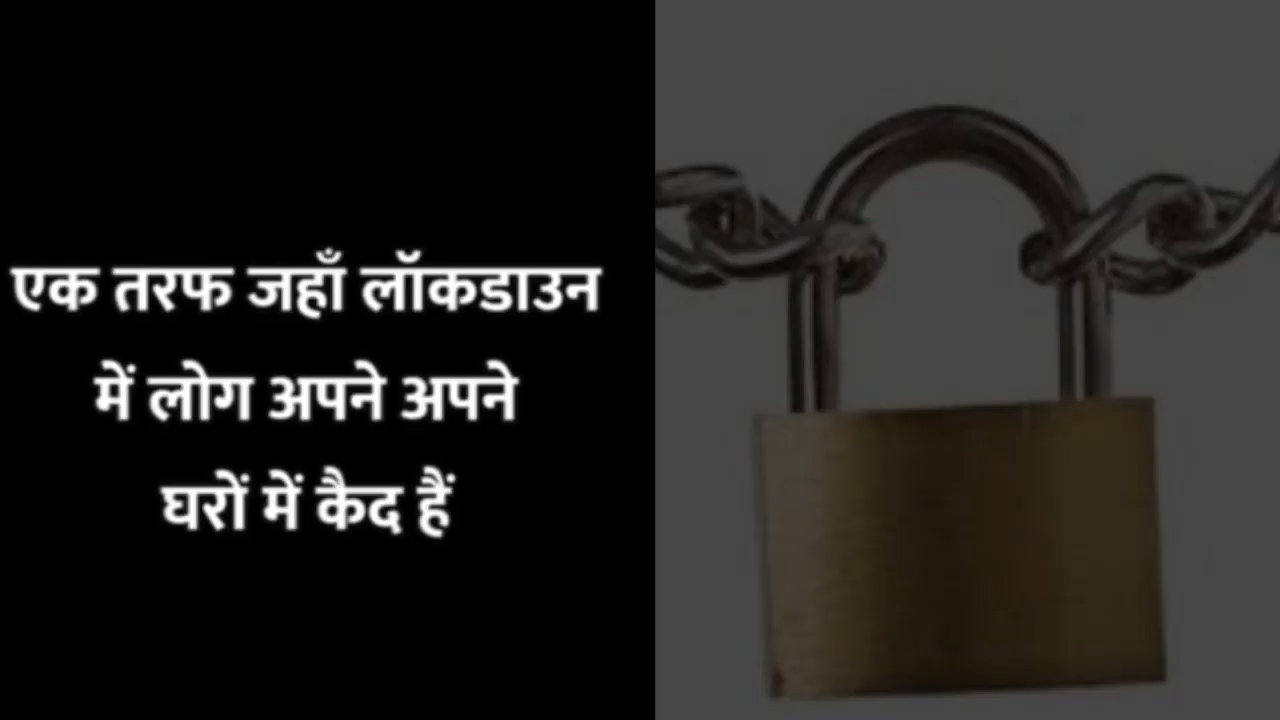 एक तरफ जहाँ लॉकडाउन
में लोग अपने अपने
घरों में कैद हैं